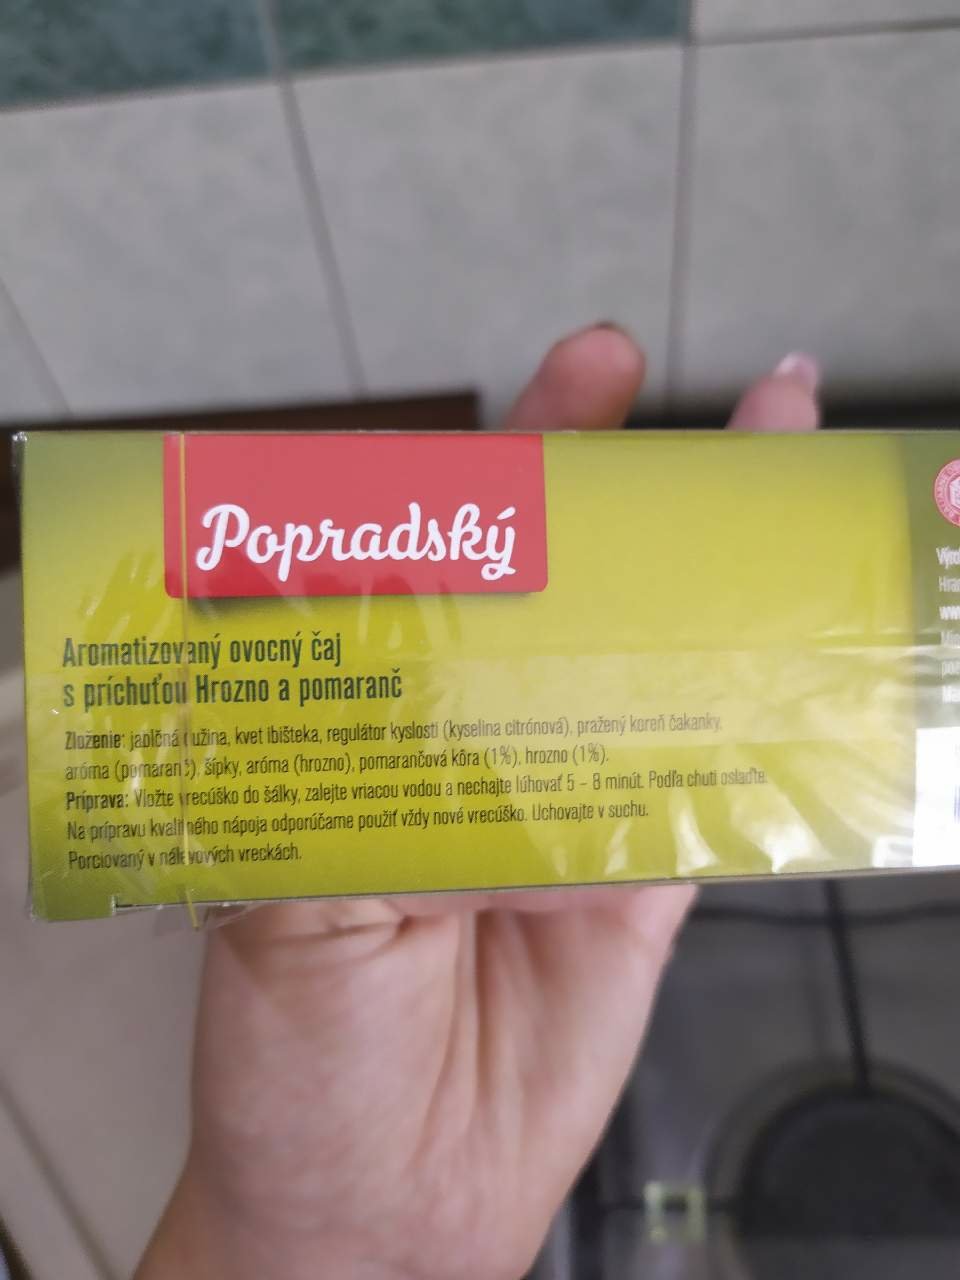 Popradský
Aromatizovaný ovocný čaj
s príchuťou Hrozno a pomaranč
Zloženie: jablčná dužina, kvet ibišteka, regulátor kyslosti (kyselina citrónová), pražený koreň čakanky,
aróma (pomaranč), šípky, aróma (hrozno), pomarančová kôra (1%), hrozno (1%).
Príprava: Vložte vrecúško do šálky, zalejte vriacou vodou a nechajte lúhovať 5 – 8 minút. Podľa chuti oslaďte.
Na prípravu kvalitného nápoja odporúčame použiť vždy nové vrecúško. Uchovajte v suchu.
Porciovaný v nálevových vreckách.